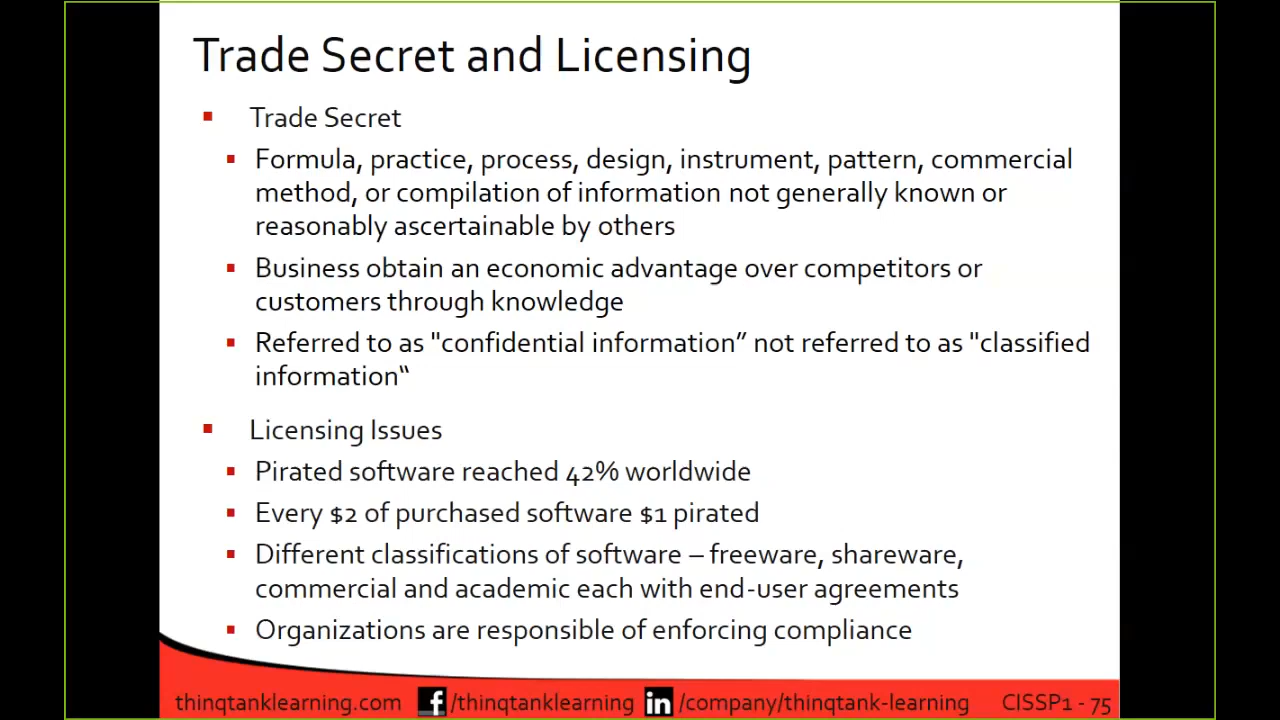 Trade Secret and Licensing
Trade Secret
Formula, practice, process, design, instrument, pattern, commercial
method, or compilation of information not generally known or
reasonably ascertainable by others
Business obtain an economic advantage over competitors or
customers through knowledge
Referred to as "confidential information” not referred to as "classified
information“
Licensing Issues
Pirated software reached 42% worldwide
Every $2 of purchased software $1 pirated
Different classifications of software – freeware, shareware,
commercial and academic each with end-user agreements
Organizations are responsible of enforcing compliance
thinqtanklearning.com f /thinqtanklearning in /company/thinqtank-learning CISSP1 - 75